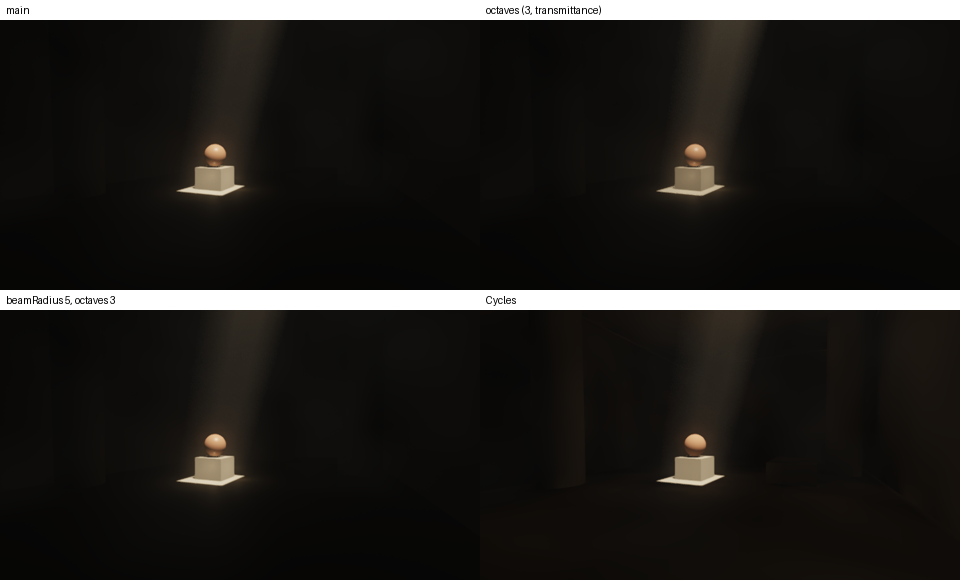 main
octaves (3, transmittance)
beamRadius 5, octaves 3
Cycles